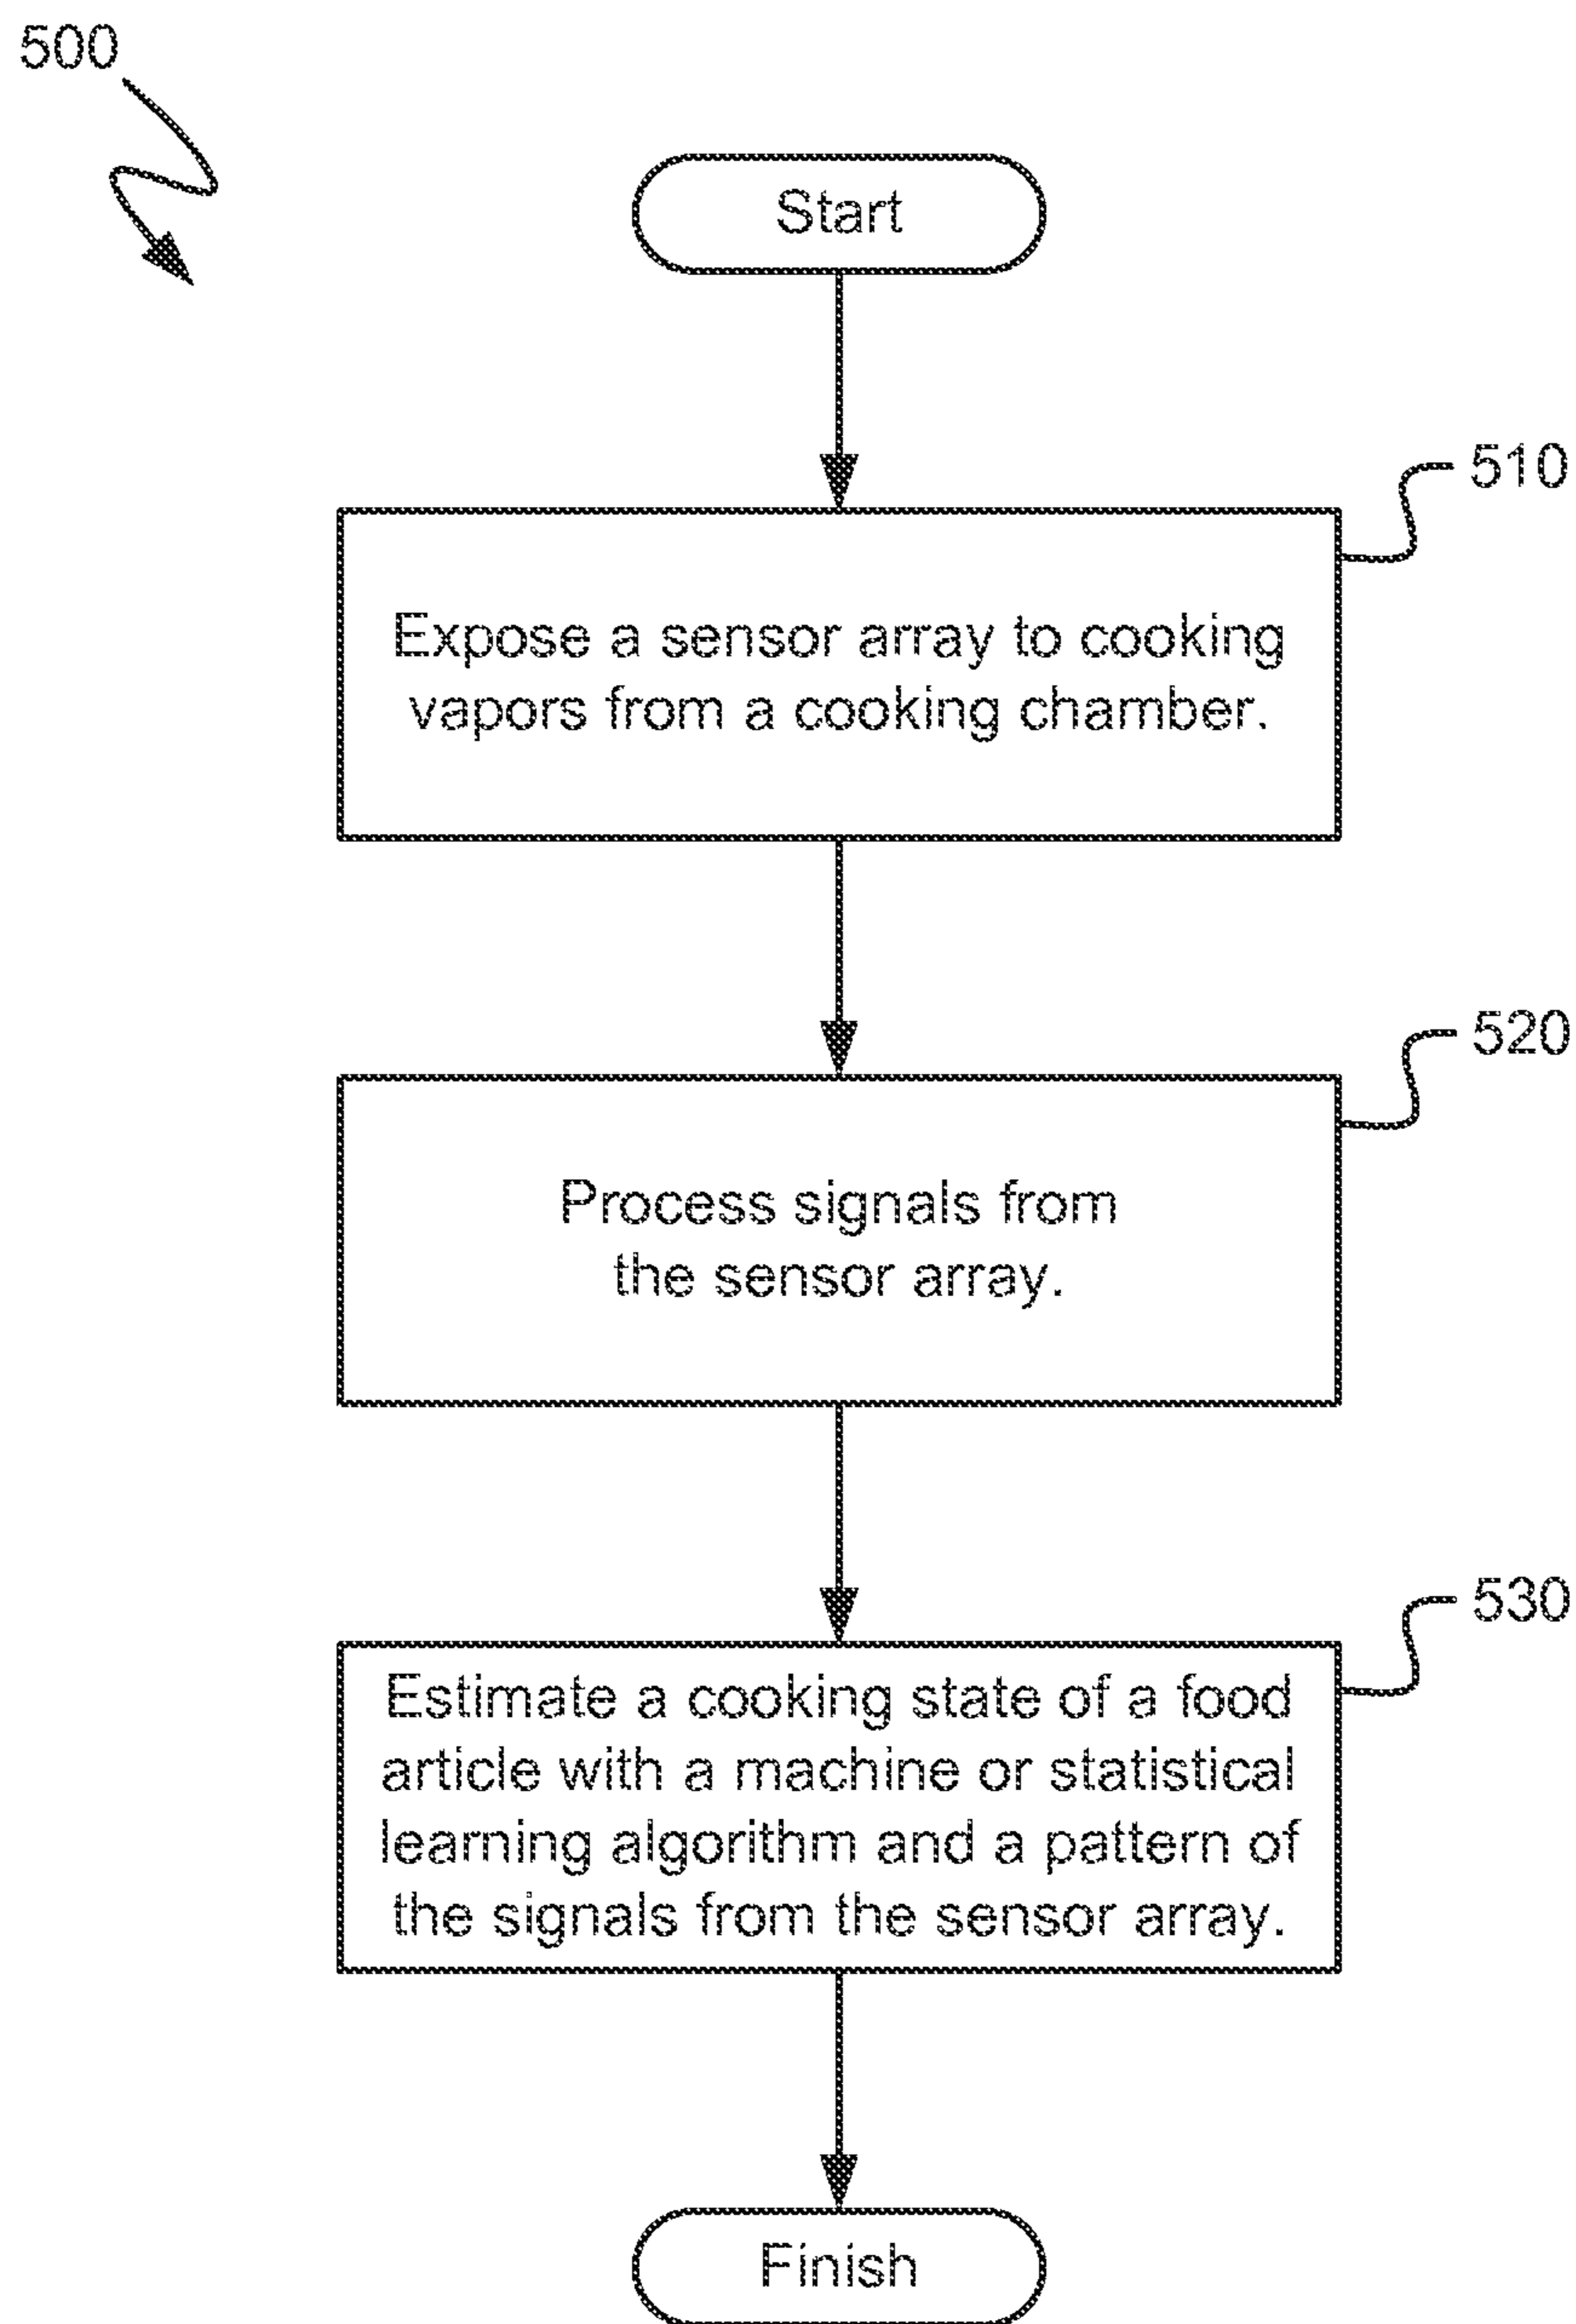 500
Start
510
Expose a sensor array to cooking
vapors from a cooking chamber.
520
Process signals from
the sensor array.
530
Estimate a cooking state of a food
article with a machine or statistical
learning algorithm and a pattern of
the signals from the sensor array.
Finish